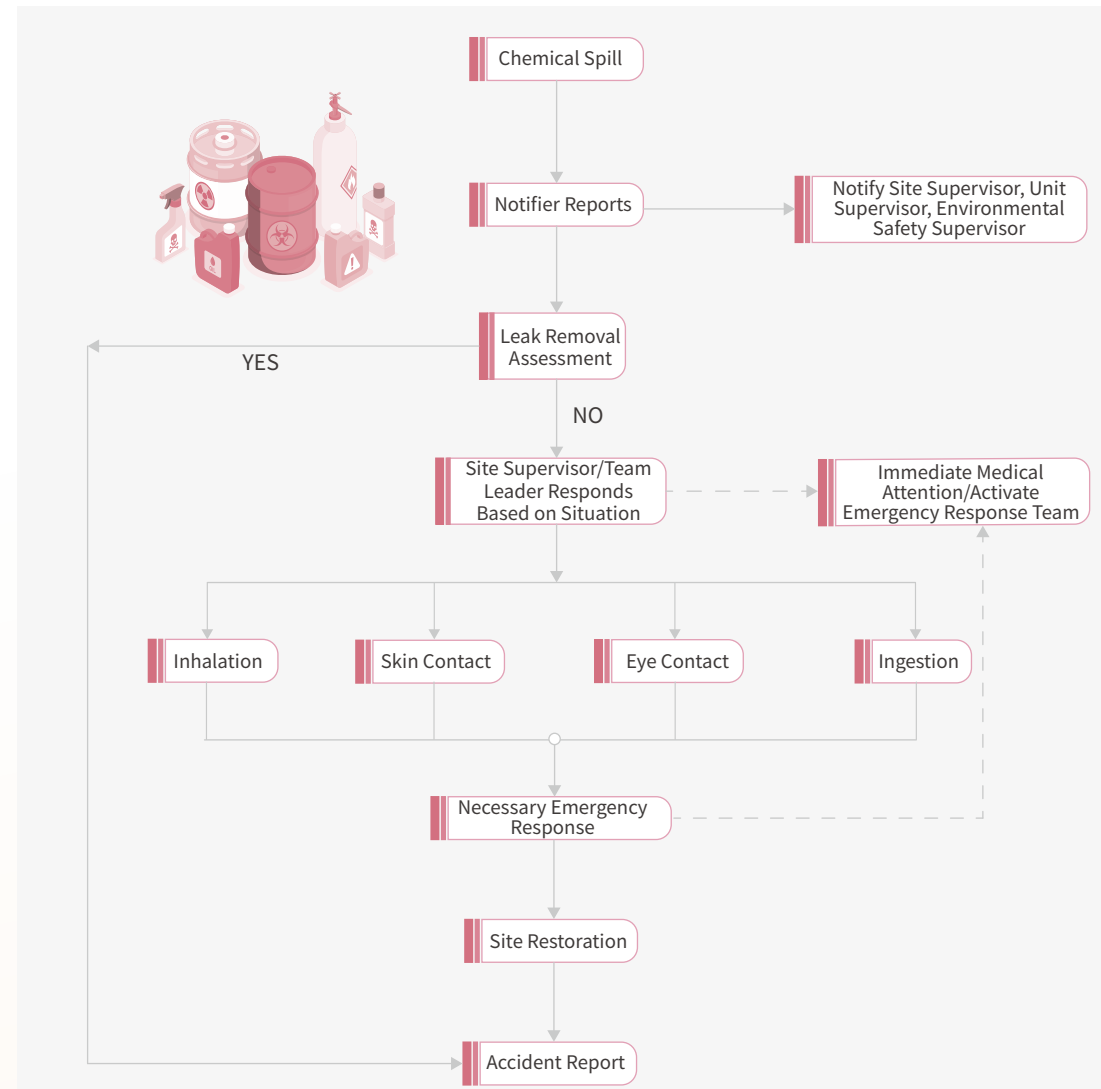 Chemical Spill
Notifier Reports
Notify Site Supervisor, Unit
Supervisor, Environmental
Safety Supervisor
Leak Removal
Assessment
YES
NO
Site Supervisor/Team
Leader Responds
Based on Situation
Immediate Medical
Attention/Activate
Emergency Response Team
Inhalation
Skin Contact
Eye Contact
Ingestion
Necessary Emergency
Response
Site Restoration
Accident Report